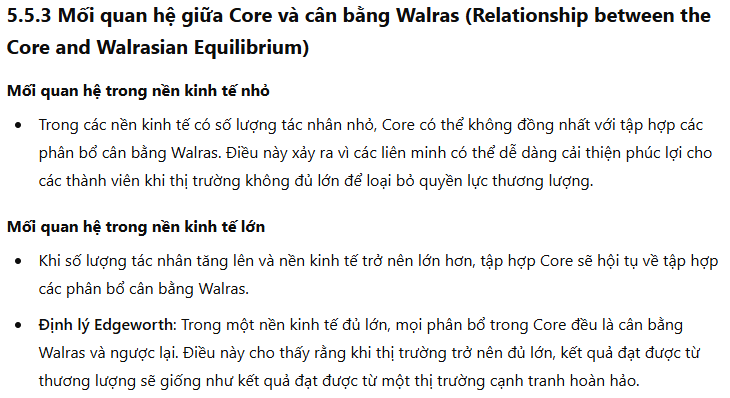 5.5.3 Mối quan hệ giữa Core và cân bằng Walras (Relationship between the
Core and Walrasian Equilibrium)
Mối quan hệ trong nền kinh tế nhỏ
• Trong các nền kinh tế có số lượng tác nhân nhỏ, Core có thể không đồng nhất với tập hợp các
phân bổ cân bằng Walras. Điều này xảy ra vì các liên minh có thể dễ dàng cải thiện phúc lợi cho
các thành viên khi thị trường không đủ lớn để loại bỏ quyền lực thương lượng.
Mối quan hệ trong nền kinh tế lớn
• Khi số lượng tác nhân tăng lên và nền kinh tế trở nên lớn hơn, tập hợp Core sẽ hội tụ về tập hợp
các phân bổ cân bằng Walras.
• Định lý Edgeworth: Trong một nền kinh tế đủ lớn, mọi phân bổ trong Core đều là cân bằng
Walras và ngược lại. Điều này cho thấy rằng khi thị trường trở nên đủ lớn, kết quả đạt được từ
thương lượng sẽ giống như kết quả đạt được từ một thị trường cạnh tranh hoàn hảo.